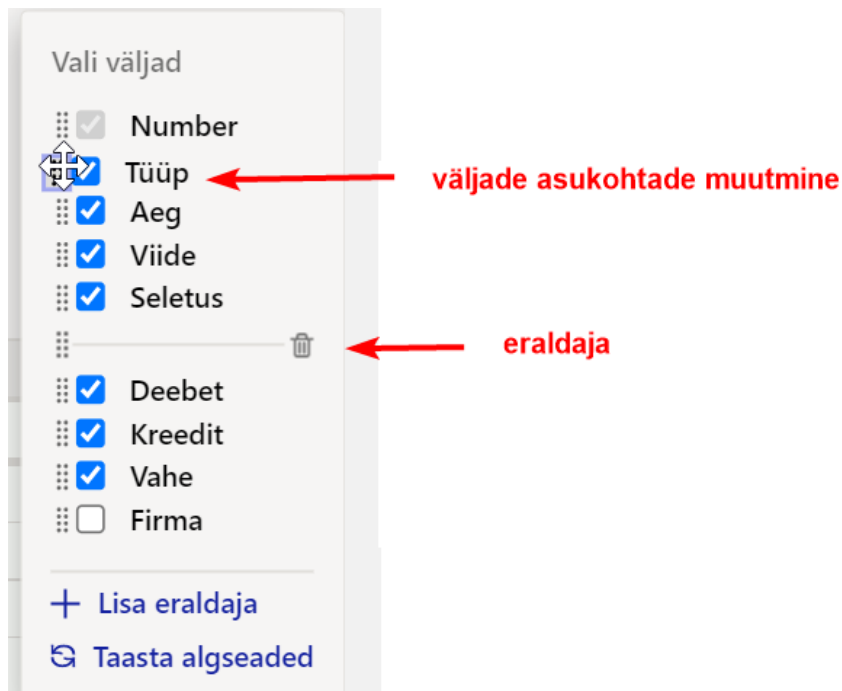 Vali väljad
Number
Tüüp
väljade asukohtade muutmine
Aeg
Viide
Seletus
eraldaja
Deebet
Kreedit
Vahe
Firma
Lisa eraldaja
Taasta algseaded